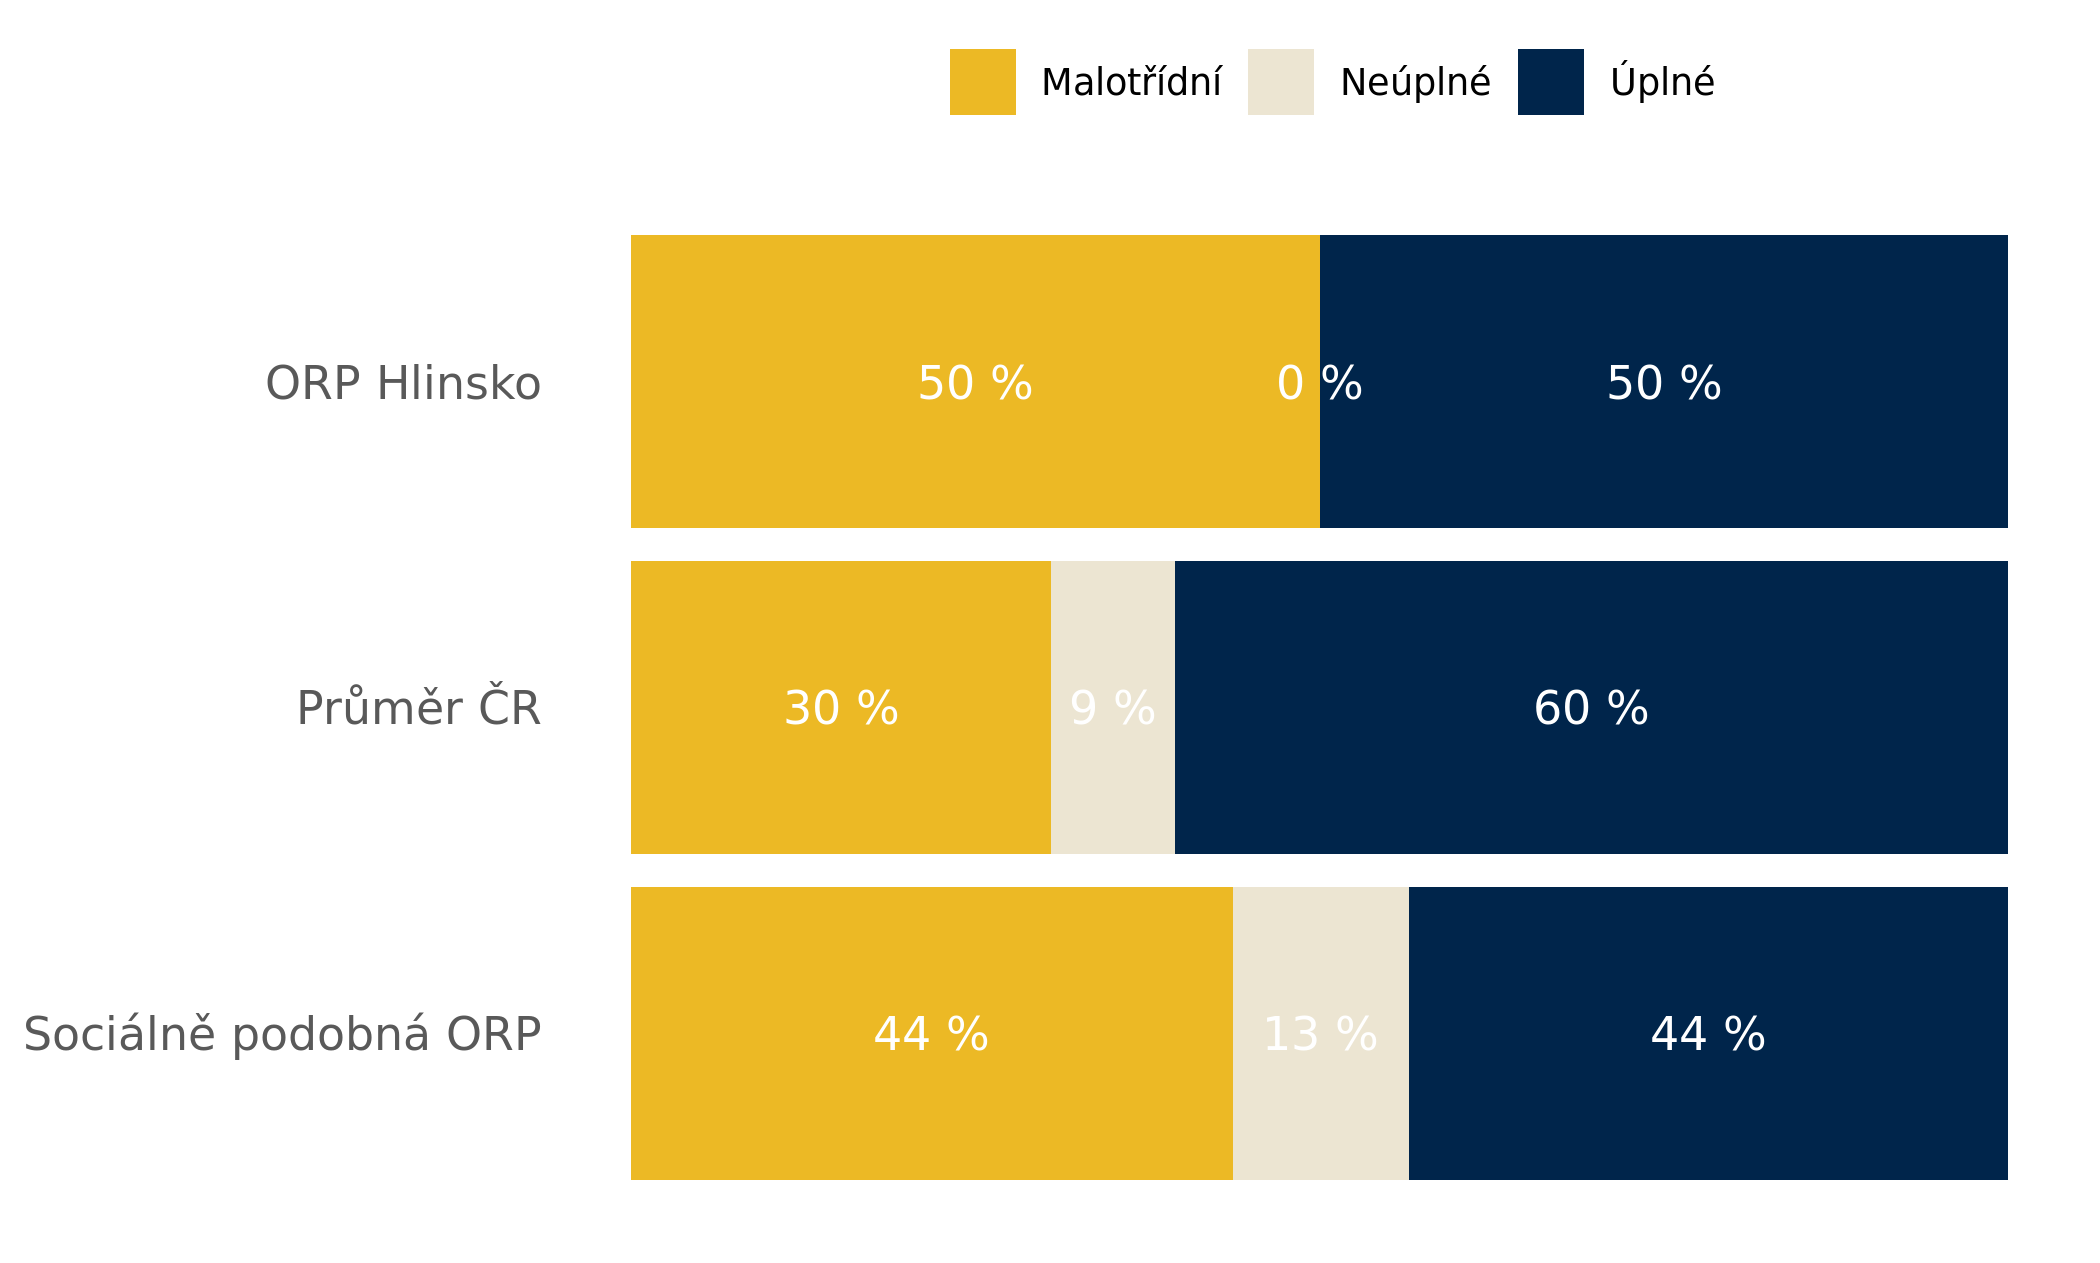 Malotřídní Neúplné Úplné
ORP Hlinsko 50 % 0 % 50 %
Průměr ČR 30 % 9 % 60 %
Sociálně podobná ORP 44 % 13 % 44 %